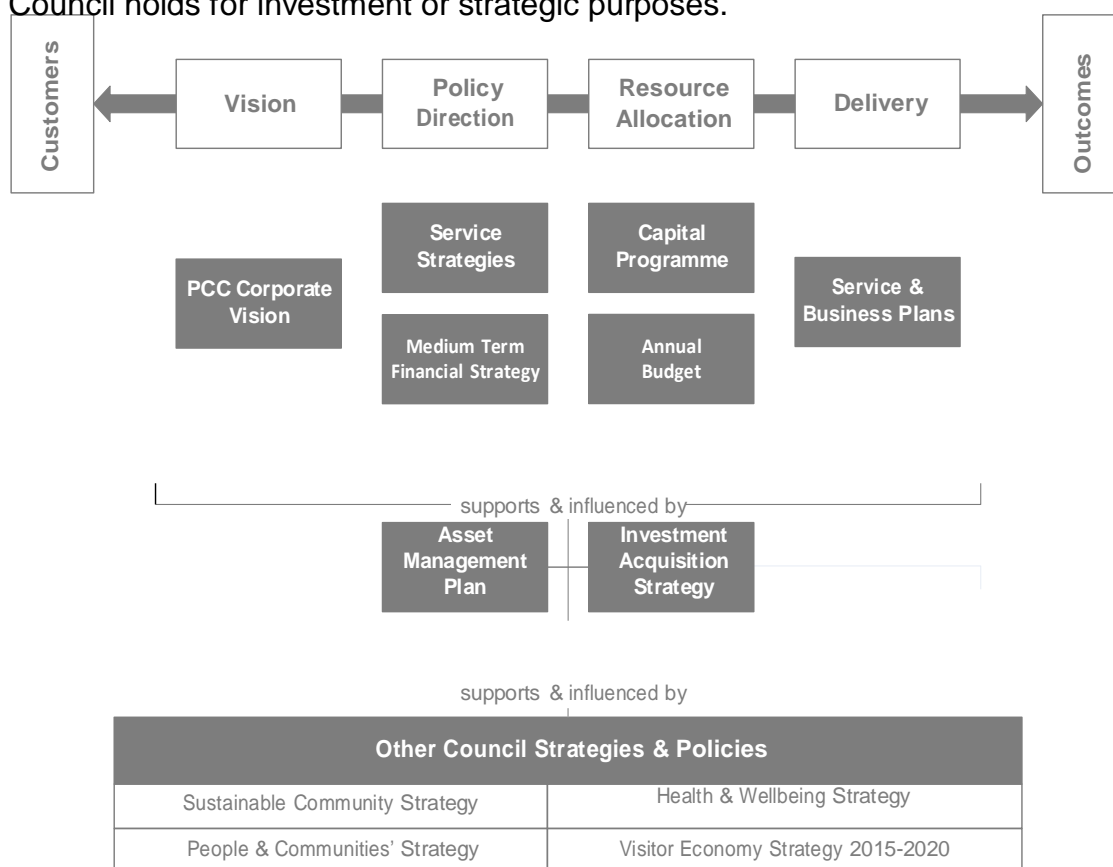 Council holds for investment or strategic purposes.
Customers
Vision
Policy
Direction
Resource
Allocation
Delivery
Outcomes
PCC Corporate
Vision
Service
Strategies
Medium Term
Financial Strategy
Capital
Programme
Annual
Budget
Service &
Business Plans
supports & influenced by
Asset
Management
Plan
Investment
Acquisition
Strategy
supports & influenced by
Other Council Strategies & Policies
Sustainable Community Strategy
Health & Wellbeing Strategy
People & Communities' Strategy
Visitor Economy Strategy 2015-2020